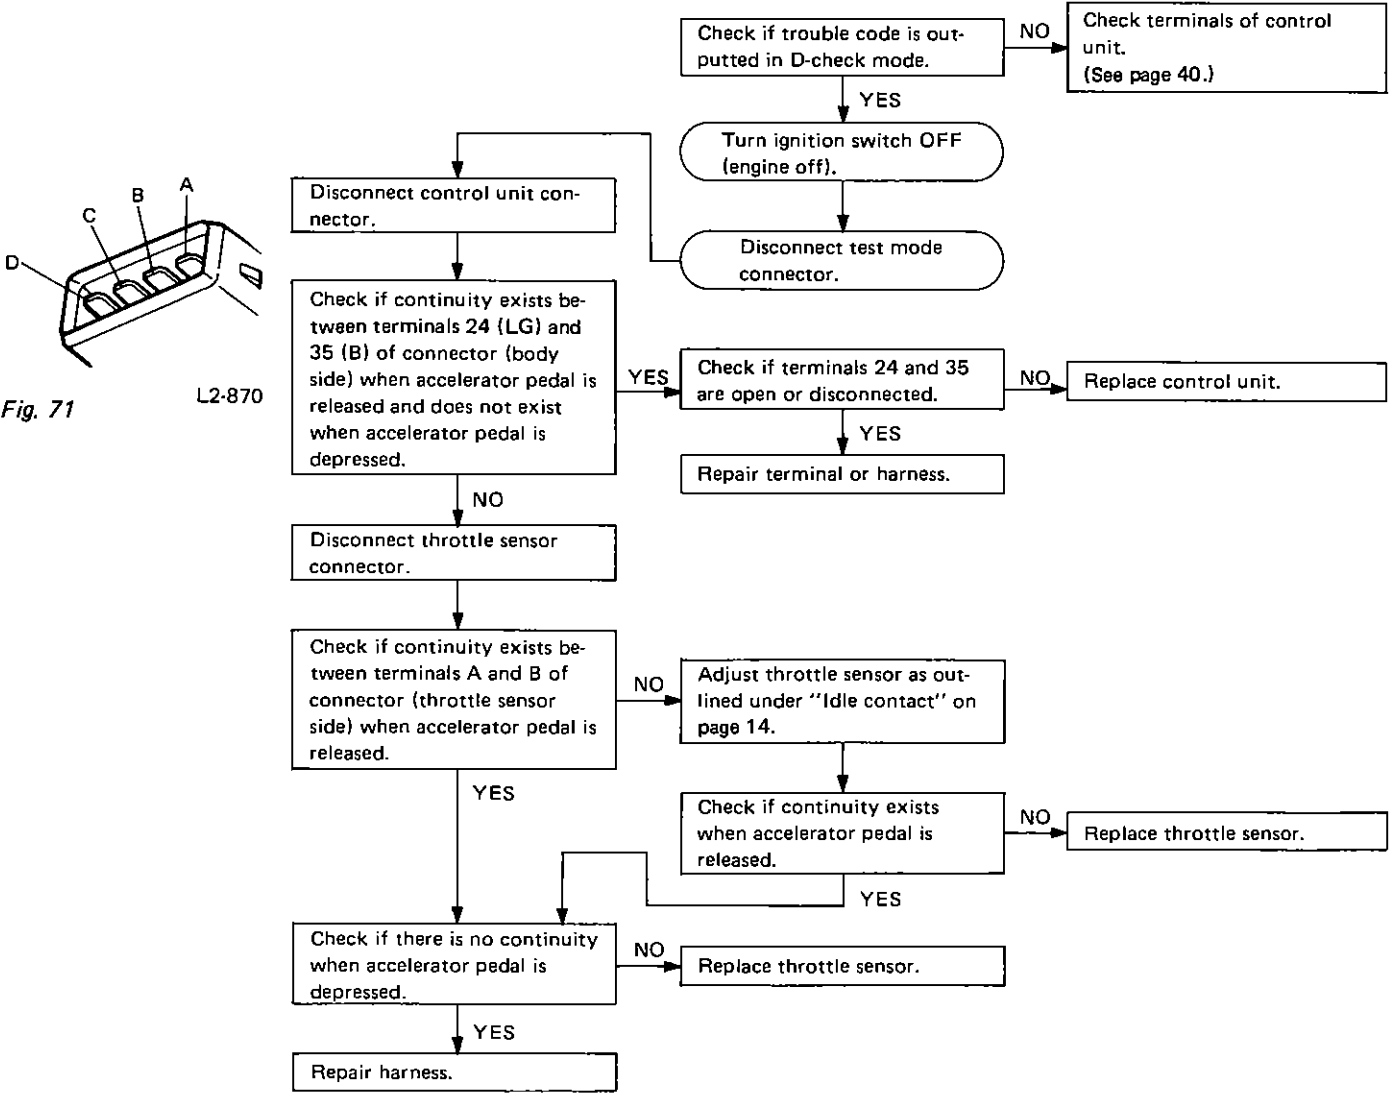 Check if trouble code is out-
putted in D-check mode.
NO
Check terminals of control
unit.
(See page 40.)
YES
Turn ignition switch OFF
(engine off).
Disconnect test mode
connector.
Disconnect control unit con-
nector.
A
B
C
D
Fig. 71
L2-870
Check if continuity exists be-
tween terminals 24 (LG) and
35 (B) of connector (body
side) when accelerator pedal is
released and does not exist
when accelerator pedal is
depressed.
YES
Check if terminals 24 and 35
are open or disconnected.
NO
Replace control unit.
YES
Repair terminal or harness.
NO
Disconnect throttle sensor
connector.
Check if continuity exists be-
tween terminals A and B of
connector (throttle sensor
side) when accelerator pedal is
released.
NO
Adjust throttle sensor as out-
lined under "Idle contact" on
page 14.
YES
Check if continuity exists
when accelerator pedal is
released.
NO
Replace throttle sensor.
YES
Check if there is no continuity
when accelerator pedal is
depressed.
NO
Replace throttle sensor.
YES
Repair harness.